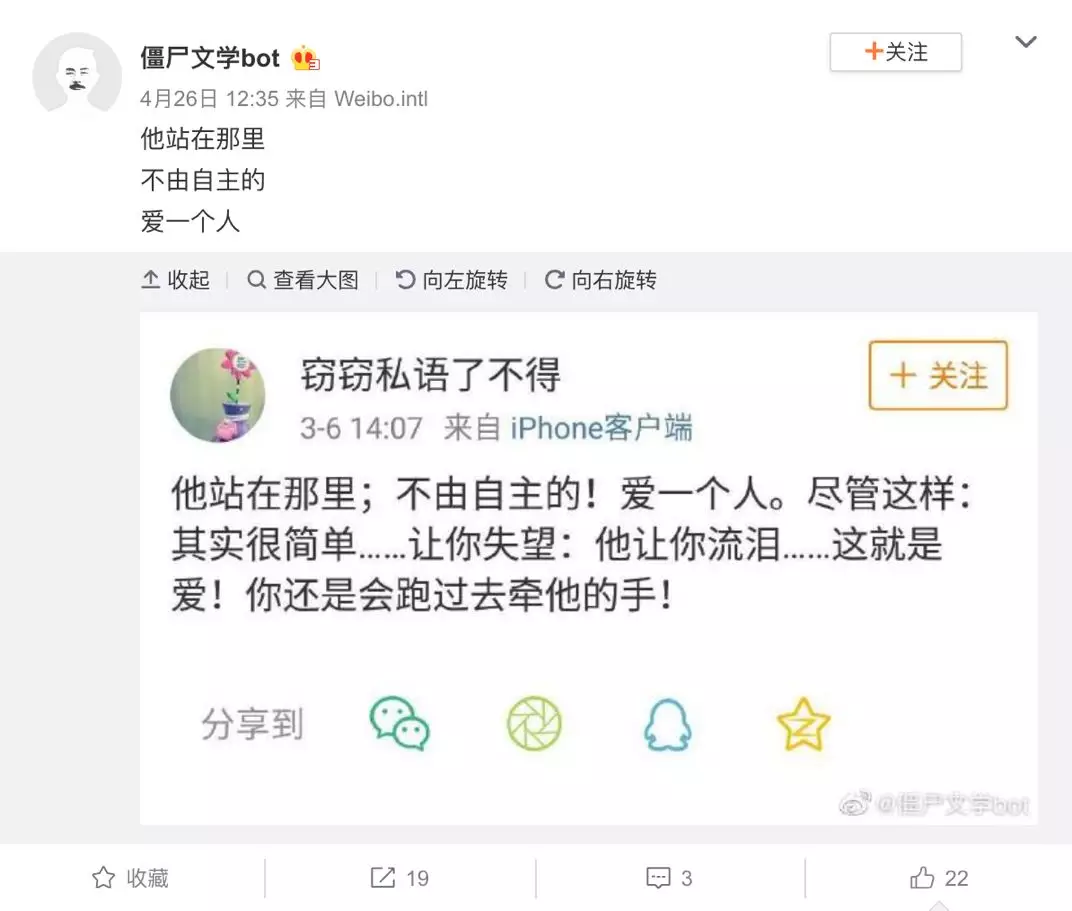 僵尸文学bot
+关注
4月26日 12:35 来自 Weibo.intl
他站在那里
不由自主的
爱一个人
收起
查看大图
向左旋转
向右旋转
窃窃私语了不得
+ 关注
3-6 14:07 来自 iPhone客户端
他站在那里；不由自主的！爱一个人。尽管这样：
其实很简单……让你失望：他让你流泪……这就是
爱！你还是会跑过去牵他的手！
分享到
@僵尸文学bot
收藏
19
3
22